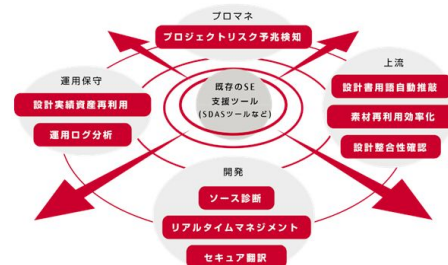 プロマネ
プロジェクトリスク予兆検知
運用保守
設計実績資産再利用
運用ログ分析
既存のSE
支援ツール
(SDASツールなど)
上流
設計書用語自動推敲
素材再利用効率化
設計整合性確認
開発
ソース診断
リアルタイムマネジメント
セキュア翻訳